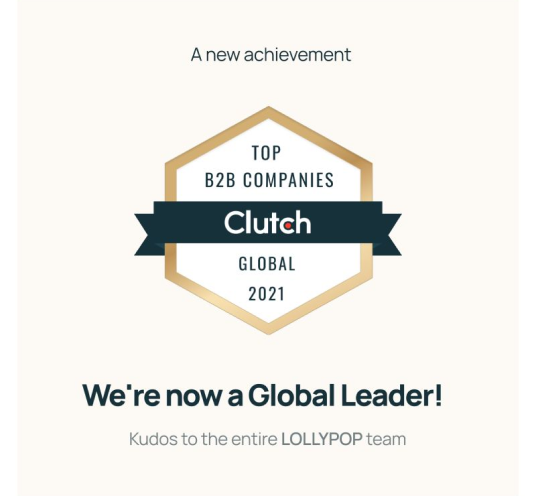 A new achievement
TOP
B2B COMPANIES
Clutch
GLOBAL
2021
We're now a Global Leader!
Kudos to the entire LOLLYPOP team